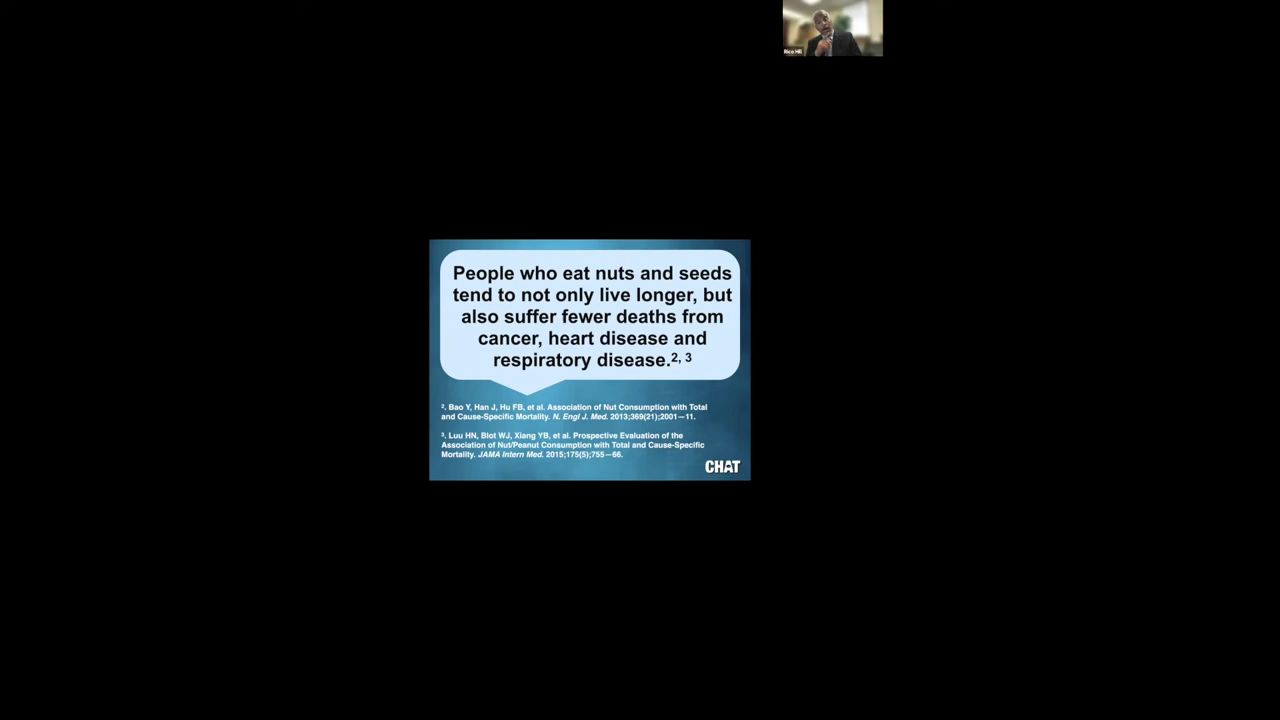 Rice Hill
People who eat nuts and seeds
tend to not only live longer, but
also suffer fewer deaths from
cancer, heart disease and
respiratory disease.2, 3
2. Bao Y, Han J, Hu FB, et al. Association of Nut Consumption with Total
and Cause-Specific Mortality. N. Engl J. Med. 2013;369(21);2001—11.
3. Luu HN, Blot WJ, Xiang YB, et al. Prospective Evaluation of the
Association of Nut/Peanut Consumption with Total and Cause-Specific
Mortality. JAMA Intern Med. 2015;175(5);755—66.
CHAT